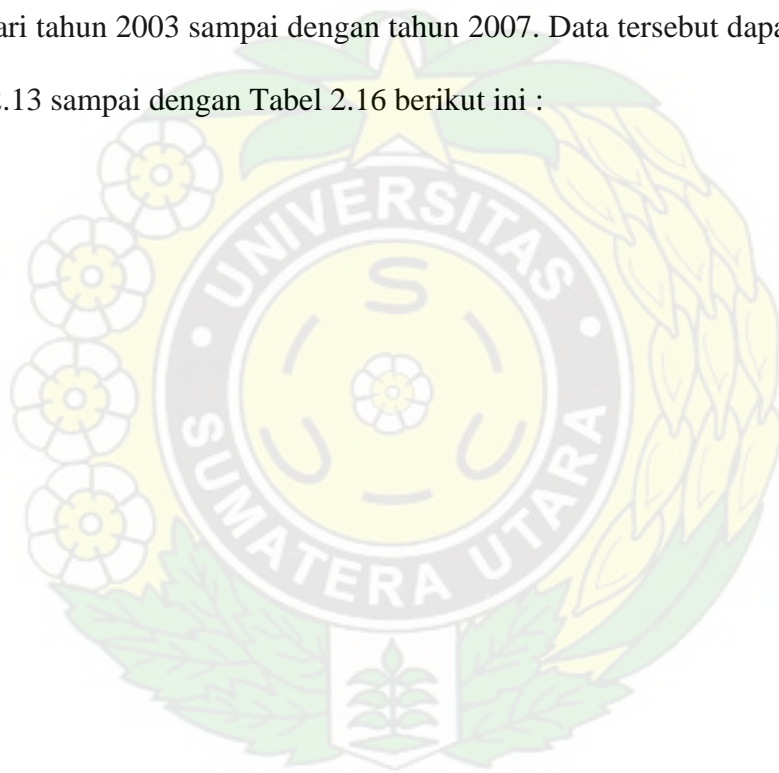 ari tahun 2003 sampai dengan tahun 2007. Data tersebut dapa
.13 sampai dengan Tabel 2.16 berikut ini :
UNIVERSITAS
S
U I U
SUMATERA UTARA